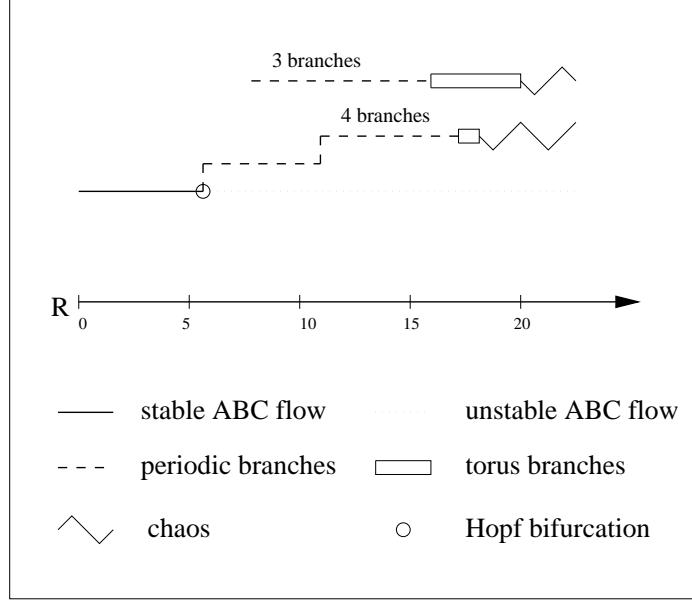 3 branches
4 branches
R
0 5 10 15 20
stable ABC flow
unstable ABC flow
periodic branches
torus branches
chaos
Hopf bifurcation